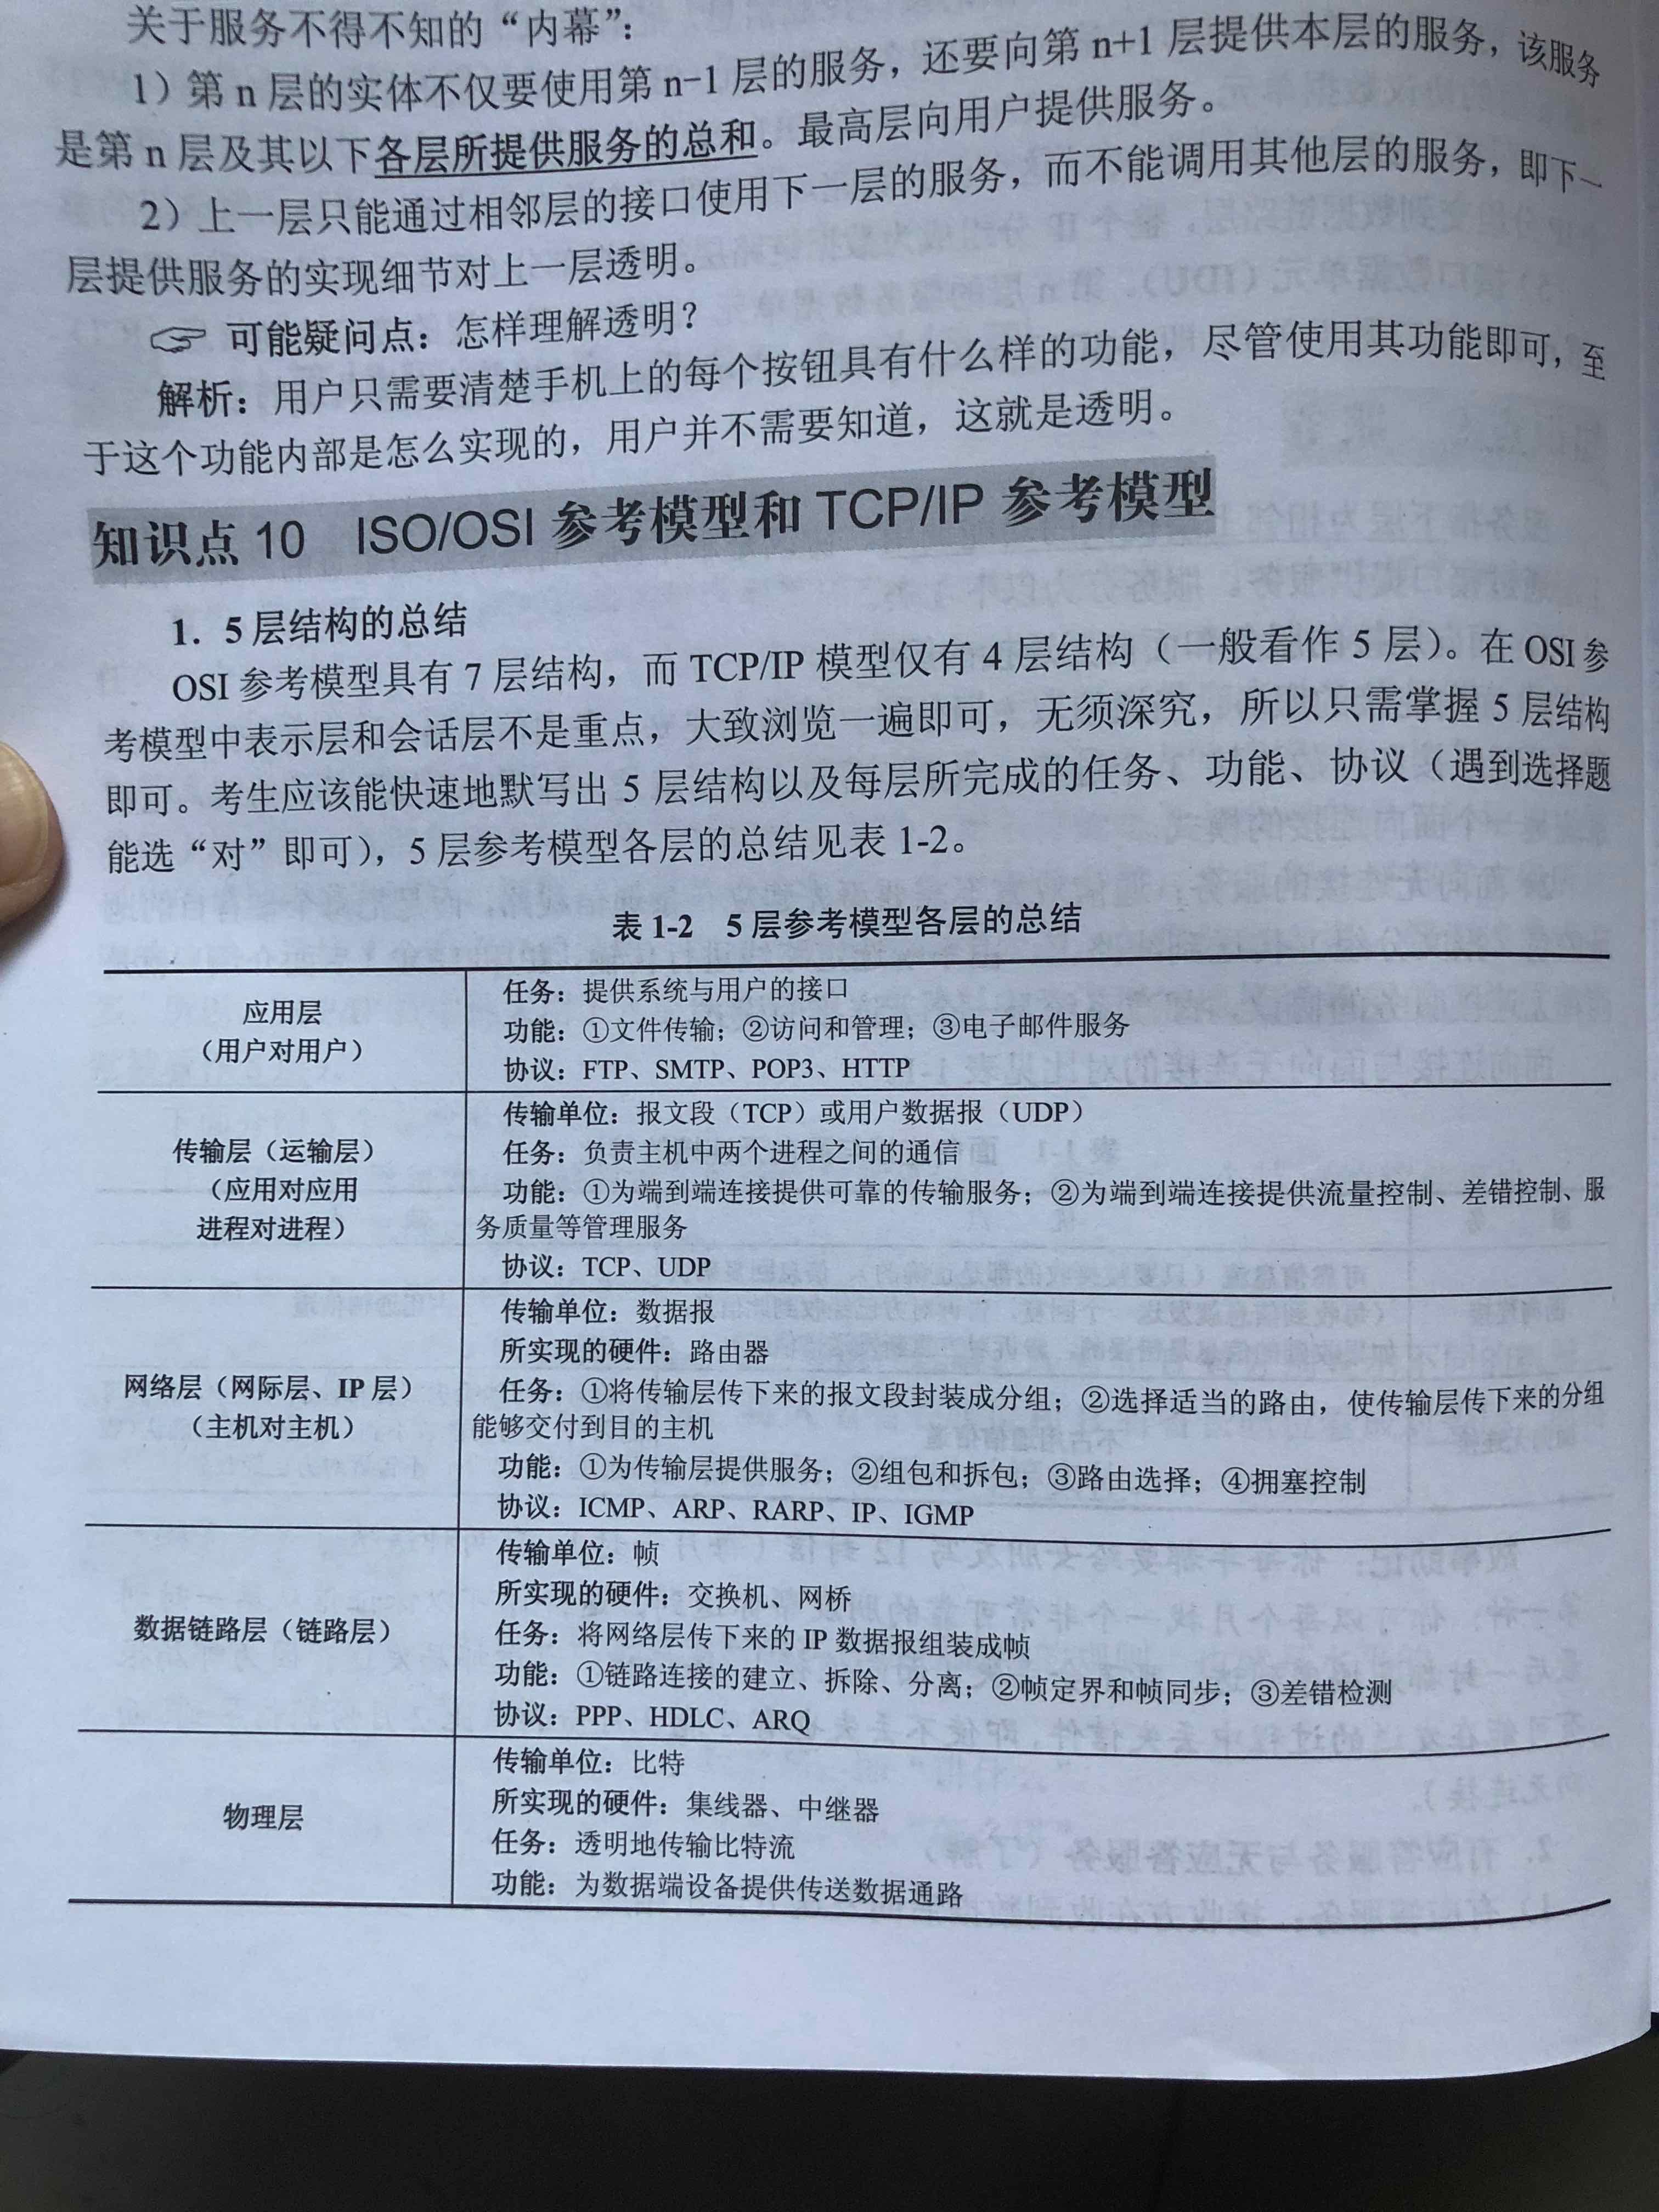 关于服务不得不知的“内幕”：
1）第 n 层的实体不仅要使用第 n-1 层的服务，还要向第 n+1 层提供本层的服务，该服务
是第 n 层及其以下各层所提供服务的总和。最高层向用户提供服务。
2）上一层只能通过相邻层的接口使用下一层的服务，而不能调用其他层的服务，即下一
层提供服务的实现细节对上一层透明。
☞ 可能疑问点：怎样理解透明？
解析：用户只需要清楚手机上的每个按钮具有什么样的功能，尽管使用其功能即可，至
于这个功能内部是怎么实现的，用户并不需要知道，这就是透明。
知识点 10 ISO/OSI 参考模型和 TCP/IP 参考模型
1．5 层结构的总结
OSI 参考模型具有 7 层结构，而 TCP/IP 模型仅有 4 层结构（一般看作 5 层）。在 OSI 参
考模型中表示层和会话层不是重点，大致浏览一遍即可，无须深究，所以只需掌握 5 层结构
即可。考生应该能快速地默写出 5 层结构以及每层所完成的任务、功能、协议（遇到选择题
能选“对”即可），5 层参考模型各层的总结见表 1-2。
表 1-2 5 层参考模型各层的总结
应用层
（用户对用户）
任务：提供系统与用户的接口
功能：①文件传输；②访问和管理；③电子邮件服务
协议：FTP、SMTP、POP3、HTTP
传输层（运输层）
（应用对应用
进程对进程）
传输单位：报文段（TCP）或用户数据报（UDP）
任务：负责主机中两个进程之间的通信
功能：①为端到端连接提供可靠的传输服务；②为端到端连接提供流量控制、差错控制、服
务质量等管理服务
协议：TCP、UDP
网络层（网际层、IP 层）
（主机对主机）
传输单位：数据报
所实现的硬件：路由器
任务：①将传输层传下来的报文段封装成分组；②选择适当的路由，使传输层传下来的分组
能够交付到目的主机
功能：①为传输层提供服务；②组包和拆包；③路由选择；④拥塞控制
协议：ICMP、ARP、RARP、IP、IGMP
数据链路层（链路层）
传输单位：帧
所实现的硬件：交换机、网桥
任务：将网络层传下来的 IP 数据报组装成帧
功能：①链路连接的建立、拆除、分离；②帧定界和帧同步；③差错检测
协议：PPP、HDLC、ARQ
物理层
传输单位：比特
所实现的硬件：集线器、中继器
任务：透明地传输比特流
功能：为数据端设备提供传送数据通路